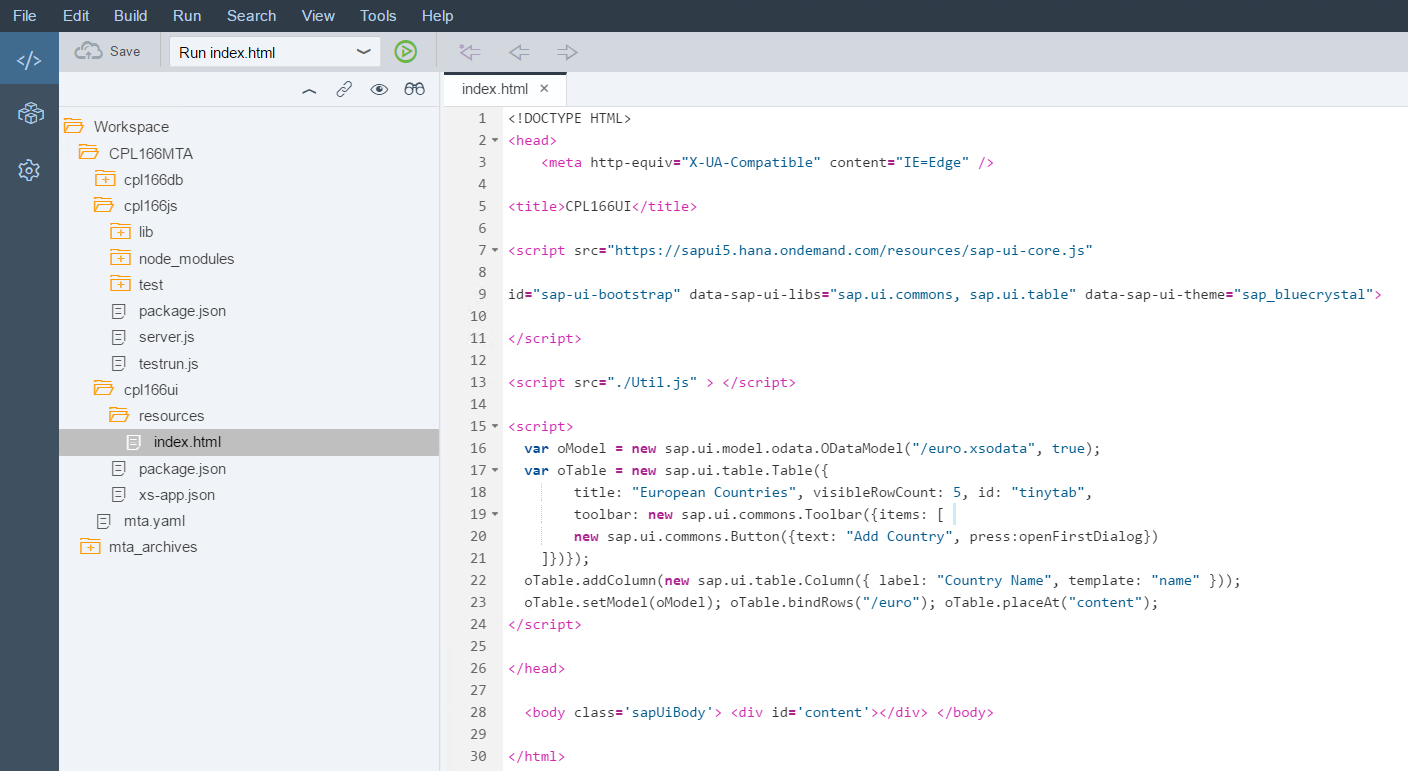 File Edit Build Run Search View Tools Help
</> Save Run index.html
index.html ×
Workspace
CPL166MTA
cpl166db
cpl166js
lib
node_modules
test
package.json
server.js
testrun.js
cpl166ui
resources
index.html
package.json
xs-app.json
mta.yaml
mta_archives
1 <!DOCTYPE HTML>
2 <head>
3 <meta http-equiv="X-UA-Compatible" content="IE=Edge" />
4
5 <title>CPL166UI</title>
6
7 <script src="https://sapui5.hana.ondemand.com/resources/sap-ui-core.js"
8
9 id="sap-ui-bootstrap" data-sap-ui-libs="sap.ui.commons, sap.ui.table" data-sap-ui-theme="sap_bluecrystal">
10
11 </script>
12
13 <script src="./Util.js" > </script>
14
15 <script>
16 var oModel = new sap.ui.model.odata.ODataModel("/euro.xsodata", true);
17 var oTable = new sap.ui.table.Table({
18 title: "European Countries", visibleRowCount: 5, id: "tinytab",
19 toolbar: new sap.ui.commons.Toolbar({items: [
20 new sap.ui.commons.Button({text: "Add Country", press:openFirstDialog})
21 ]})});
22 oTable.addColumn(new sap.ui.table.Column({ label: "Country Name", template: "name" }));
23 oTable.setModel(oModel); oTable.bindRows("/euro"); oTable.placeAt("content");
24 </script>
25
26 </head>
27
28 <body class='sapUiBody'> <div id='content'></div> </body>
29
30 </html>